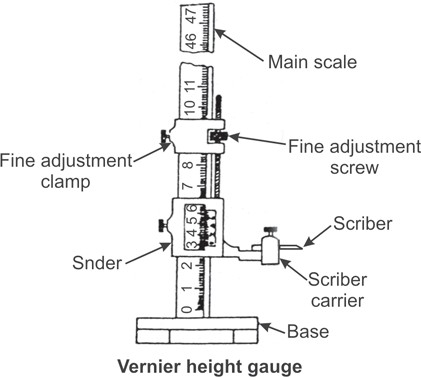 46 47
Main scale
10 11
Fine adjustment
clamp
Fine adjustment
screw
7 8
3 4 5 6
Scriber
Snder
Scriber
carrier
0 1 2
Base
Vernier height gauge